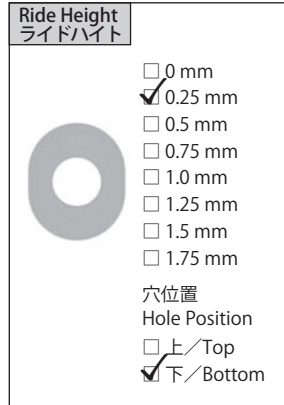 Ride Height
ライドハイト
0 mm
0.25 mm
0.5 mm
0.75 mm
1.0 mm
1.25 mm
1.5 mm
1.75 mm
穴位置
Hole Position
上／Top
下／Bottom